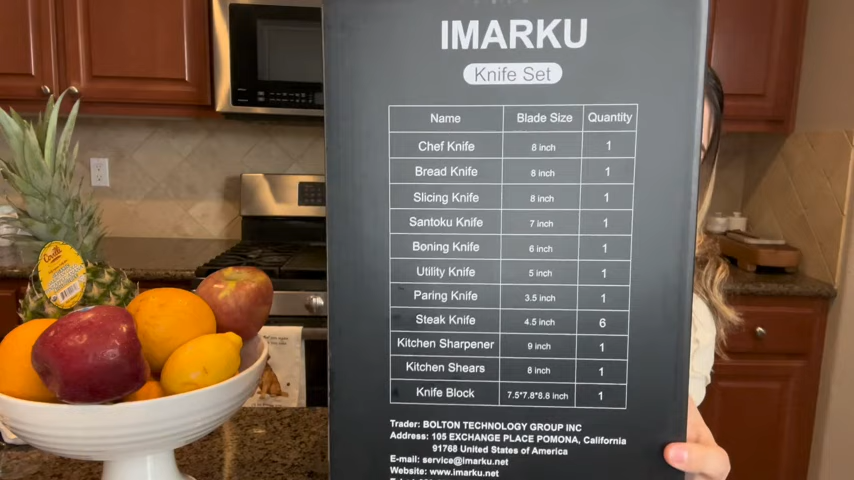 IMARKU
Knife Set
Name Blade Size Quantity
Chef Knife 8 inch 1
Bread Knife 8 inch 1
Slicing Knife 8 inch 1
Santoku Knife 7 inch 1
Boning Knife 6 inch 1
Utility Knife 5 inch 1
Paring Knife 3.5 inch 1
Steak Knife 4.5 inch 6
Kitchen Sharpener 9 inch 1
Kitchen Shears 8 inch 1
Knife Block 7.5*7.8*8.8 inch 1
Trader: BOLTON TECHNOLOGY GROUP INC
Address: 105 EXCHANGE PLACE POMONA, California
91768 United States of America
E-mail: service@imarku.net
Website: www.imarku.net